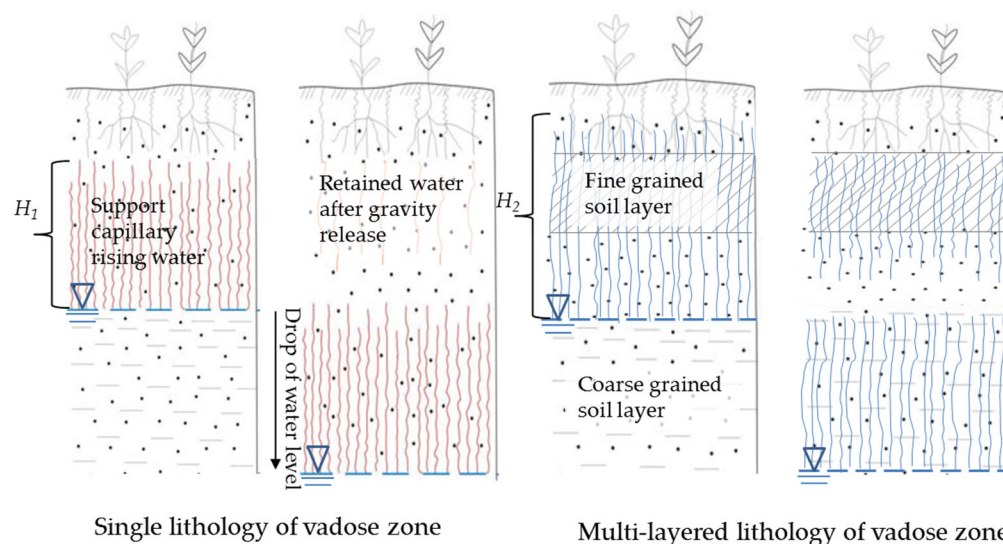 H1
Support
capillary
rising water
Retained water
after gravity
release
Drop of water level
H2
Fine grained
soil layer
Coarse grained
soil layer
Single lithology of vadose zone
Multi-layered lithology of vadose zone